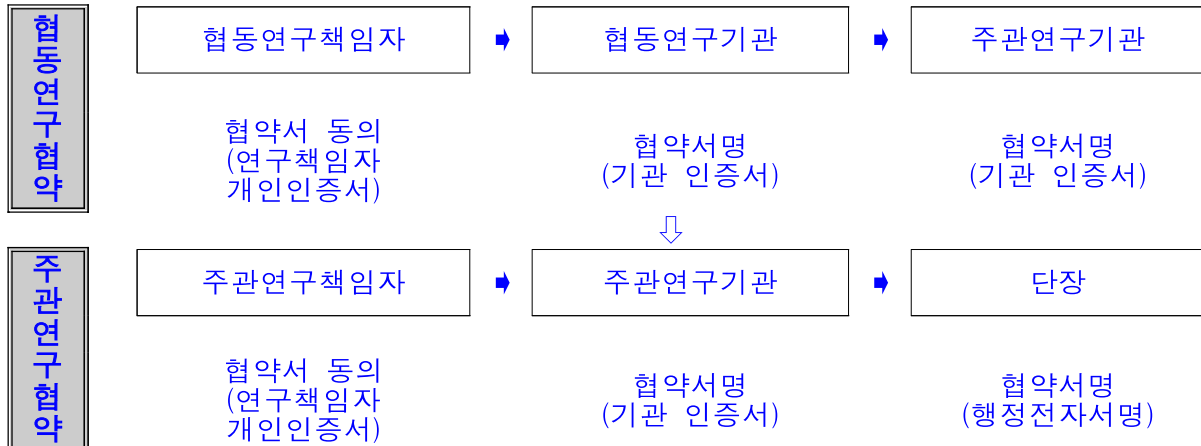 협동연구협약
협동연구책임자 ➧ 협동연구기관 ➧ 주관연구기관
협약서 동의
(연구책임자
개인인증서)
협약서명
(기관 인증서)
협약서명
(기관 인증서)
⇩
주관연구협약
주관연구책임자 ➧ 주관연구기관 ➧ 단장
협약서 동의
(연구책임자
개인인증서)
협약서명
(기관 인증서)
협약서명
(행정전자서명)